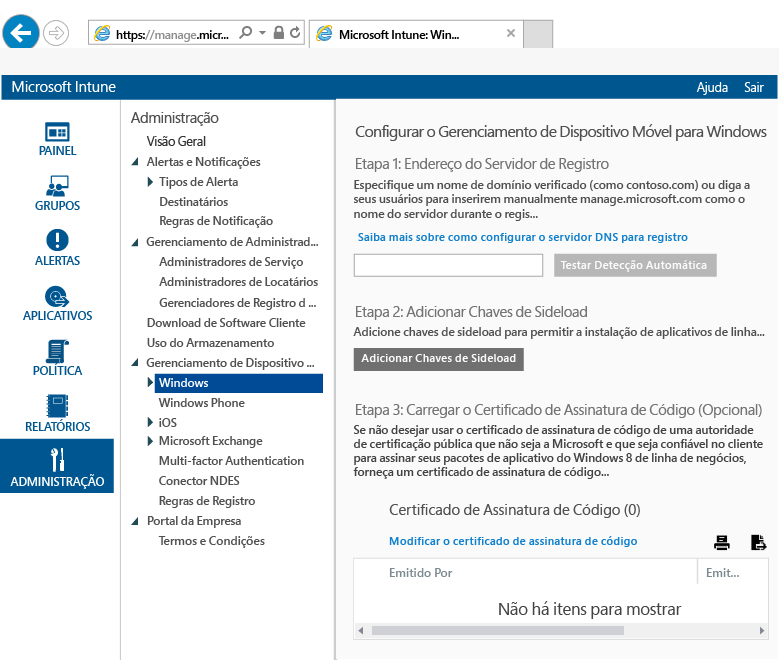 https://manage.micr...
Microsoft Intune: Win...
Microsoft Intune
Ajuda
Sair
PAINEL
GRUPOS
ALERTAS
APLICATIVOS
POLÍTICA
RELATÓRIOS
ADMINISTRAÇÃO
Administração
Visão Geral
Alertas e Notificações
Tipos de Alerta
Destinatários
Regras de Notificação
Gerenciamento de Administrad...
Administradores de Serviço
Administradores de Locatários
Gerenciadores de Registro d ...
Download de Software Cliente
Uso do Armazenamento
Gerenciamento de Dispositivo ...
Windows
Windows Phone
iOS
Microsoft Exchange
Multi-factor Authentication
Conector NDES
Regras de Registro
Portal da Empresa
Termos e Condições
Configurar o Gerenciamento de Dispositivo Móvel para Windows
Etapa 1: Endereço do Servidor de Registro
Especifique um nome de domínio verificado (como contoso.com) ou diga a
seus usuários para inserirem manualmente manage.microsoft.com como o
nome do servidor durante o regis...
Saiba mais sobre como configurar o servidor DNS para registro
Testar Detecção Automática
Etapa 2: Adicionar Chaves de Sideload
Adicione chaves de sideload para permitir a instalação de aplicativos de linha...
Adicionar Chaves de Sideload
Etapa 3: Carregar o Certificado de Assinatura de Código (Opcional)
Se não desejar usar o certificado de assinatura de código de uma autoridade
de certificação pública que não seja a Microsoft e que seja confiável no cliente
para assinar seus pacotes de aplicativo do Windows 8 de linha de negócios,
forneça um certificado de assinatura de código...
Certificado de Assinatura de Código (0)
Modificar o certificado de assinatura de código
Emitido Por
Emit...
Não há itens para mostrar